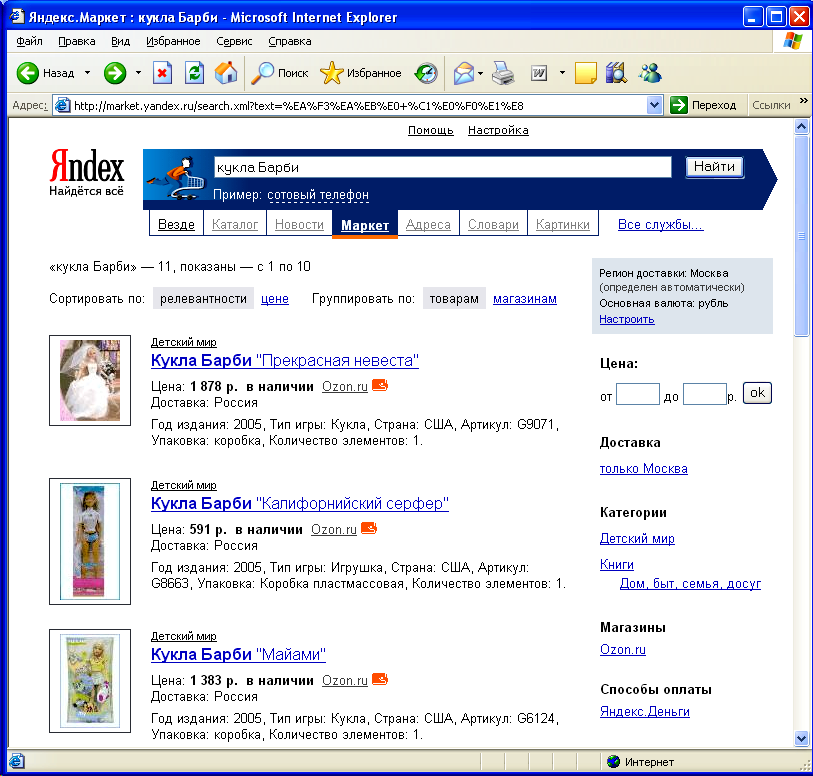 Яндекс.Маркет : кукла Барби - Microsoft Internet Explorer
Файл Правка Вид Избранное Сервис Справка
Назад Поиск Избранное
Адрес: http://market.yandex.ru/search.xml?text=%EA%F3%EA%EB%E0+%C1%E0%F0%E1%E8 Переход Ссылки »
Помощь Настройка
Яndex
Найдётся всё
кукла Барби Найти
Пример: сотовый телефон
Везде Каталог Новости Маркет Адреса Словари Картинки Все службы...
«кукла Барби» — 11, показаны — с 1 по 10
Сортировать по: релевантности цене Группировать по: товарам магазинам
Детский мир
Кукла Барби "Прекрасная невеста"
Цена: 1 878 р. в наличии Ozon.ru
Доставка: Россия
Год издания: 2005, Тип игры: Кукла, Страна: США, Артикул: G9071,
Упаковка: коробка, Количество элементов: 1.
Детский мир
Кукла Барби "Калифорнийский серфер"
Цена: 591 р. в наличии Ozon.ru
Доставка: Россия
Год издания: 2005, Тип игры: Игрушка, Страна: США, Артикул:
G8663, Упаковка: Коробка пластмассовая, Количество элементов: 1.
Детский мир
Кукла Барби "Майами"
Цена: 1 383 р. в наличии Ozon.ru
Доставка: Россия
Год издания: 2005, Тип игры: Кукла, Страна: США, Артикул: G6124,
Упаковка: коробка, Количество элементов: 1.
Регион доставки: Москва
(определен автоматически)
Основная валюта: рубль
Настроить
Цена:
от до р. ok
Доставка
только Москва
Категории
Детский мир
Книги
Дом, быт, семья, досуг
Магазины
Ozon.ru
Способы оплаты
Яндекс.Деньги
Интернет